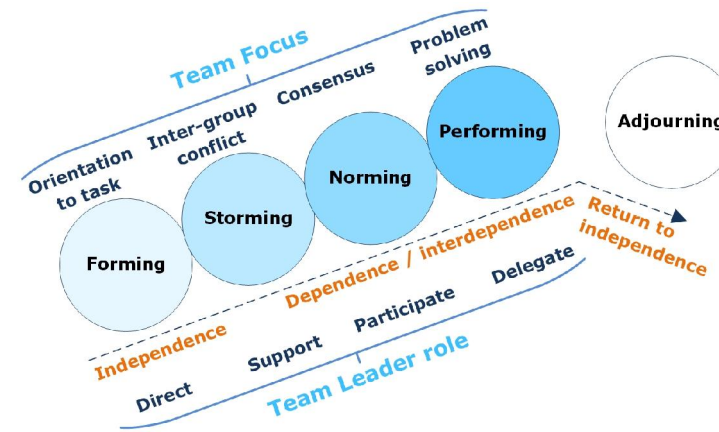 Team Focus
Orientation
to task
Inter-group
conflict
Consensus
Problem
solving
Forming
Storming
Norming
Performing
Adjourning
Independence
Dependence / interdependence
Return to
independence
Direct
Support
Participate
Delegate
Team Leader role